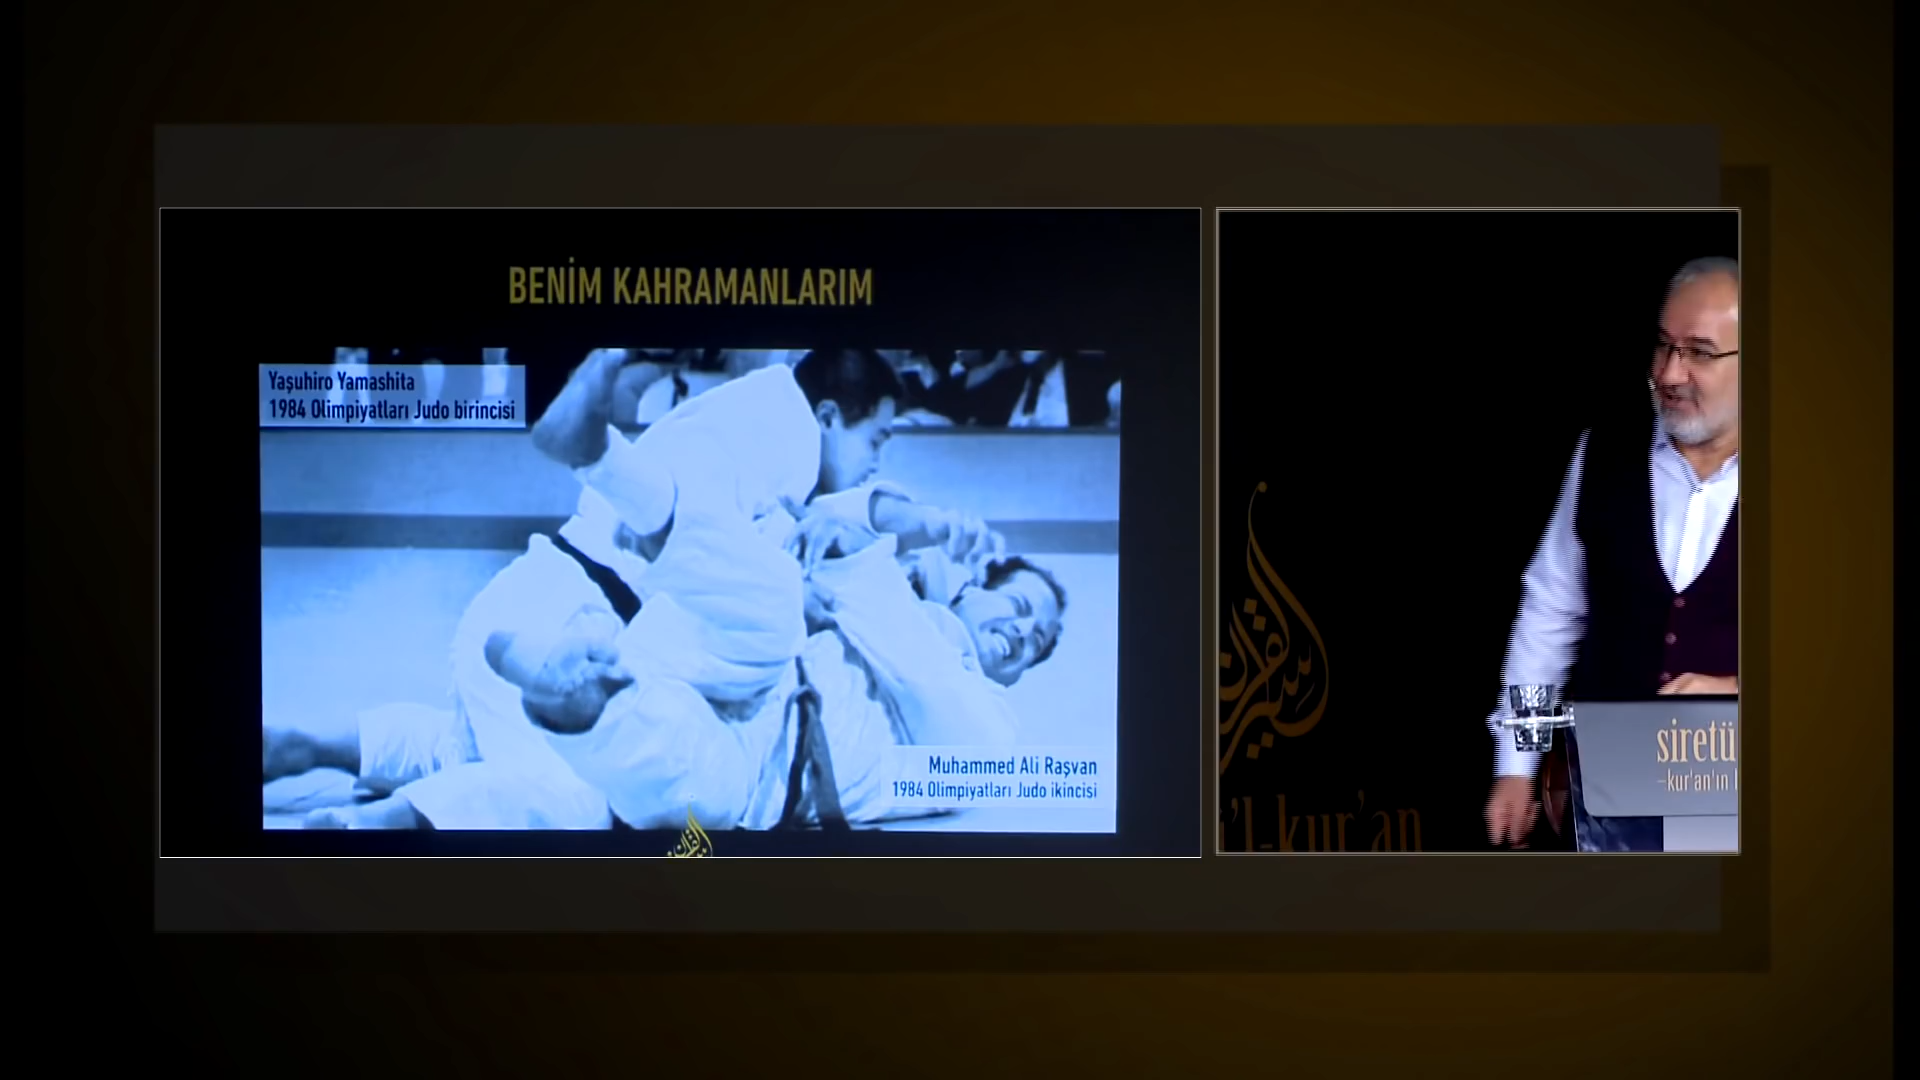 BENİM KAHRAMANLARIM
Yaşuhiro Yamashita
1984 Olimpiyatları Judo birincisi
Muhammed Ali Raşvan
1984 Olimpiyatları Judo ikincisi
siretü
–kur'an'ın
ü'l-kur'an